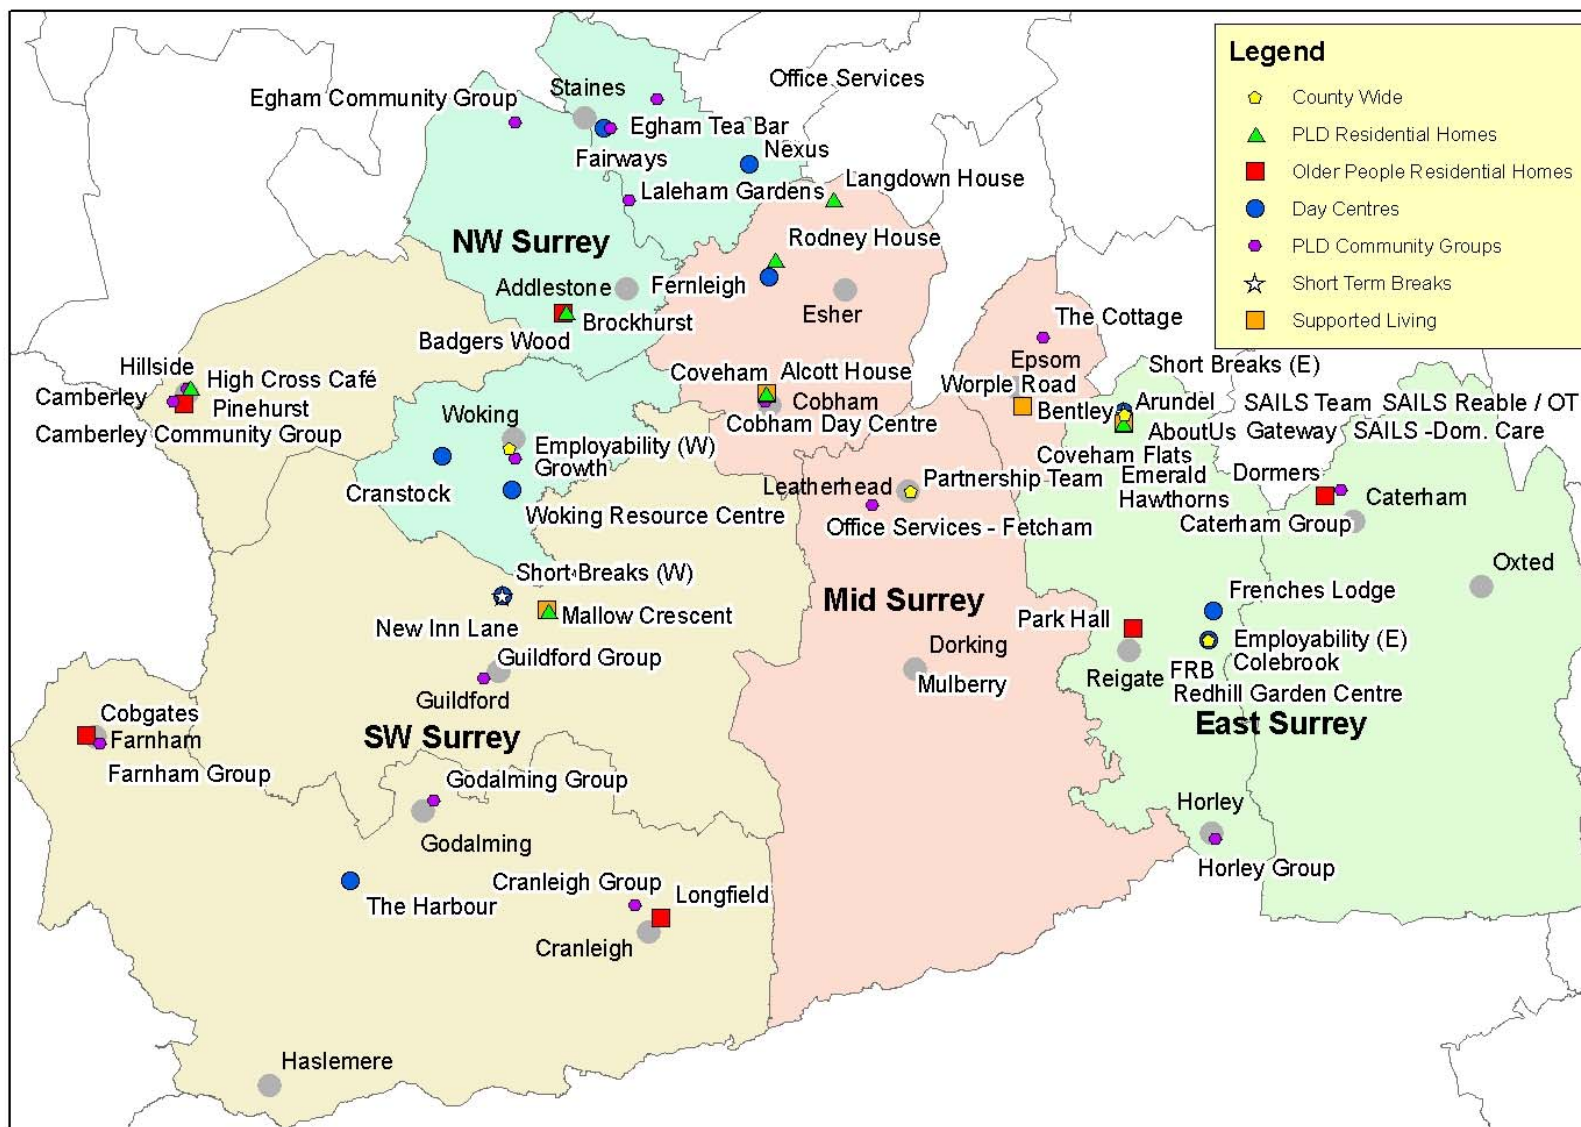 Legend
County Wide
PLD Residential Homes
Older People Residential Homes
Day Centres
PLD Community Groups
Short Term Breaks
Supported Living
Office Services
Staines
Egham Community Group
Egham Tea Bar
Fairways
Nexus
Laleham Gardens
Langdown House
NW Surrey
Rodney House
Addlestone
Fernleigh
Esher
Brockhurst
Badgers Wood
The Cottage
Epsom
Hillside
High Cross Café
Camberley
Pinehurst
Camberley Community Group
Coveham
Alcott House
Cobham
Cobham Day Centre
Worple Road
Bentley
Short Breaks (E)
Arundel
AboutUs
Coveham Flats
Emerald
Hawthorns
SAILS Team
SAILS Reable / OT
Gateway
SAILS -Dom. Care
Dormers
Caterham
Caterham Group
Woking
Employability (W)
Growth
Cranstock
Woking Resource Centre
Leatherhead
Partnership Team
Office Services - Fetcham
Oxted
Short Breaks (W)
New Inn Lane
Mallow Crescent
Mid Surrey
Frenches Lodge
Park Hall
Employability (E)
Colebrook
Reigate
FRB
Redhill Garden Centre
East Surrey
Guildford Group
Guildford
Dorking
Mulberry
SW Surrey
Cobgates
Farnham
Farnham Group
Godalming Group
Godalming
Horley
Horley Group
The Harbour
Cranleigh Group
Longfield
Cranleigh
Haslemere